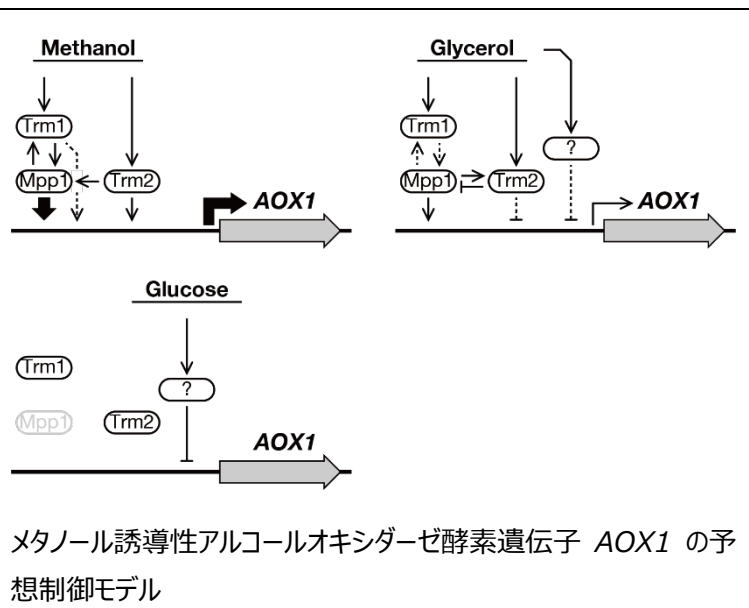 Methanol
Trm1
Mpp1
Trm2
AOX1
Glycerol
Trm1
?
Mpp1
Trm2
AOX1
Glucose
Trm1
?
Mpp1
Trm2
AOX1
メタノール誘導性アルコールオキシダーゼ酵素遺伝子 AOX1 の予
想制御モデル